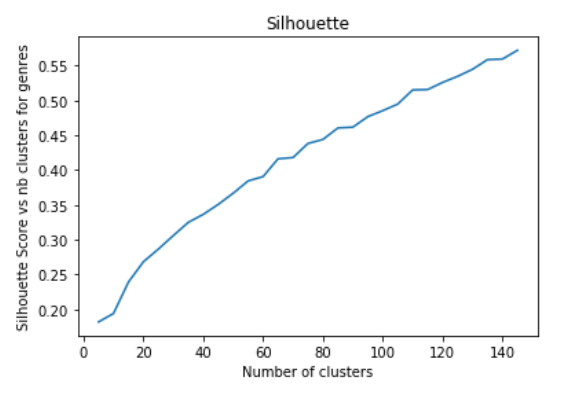 Silhouette
Silhouette Score vs nb clusters for genres
0.55
0.50
0.45
0.40
0.35
0.30
0.25
0.20
0 20 40 60 80 100 120 140
Number of clusters